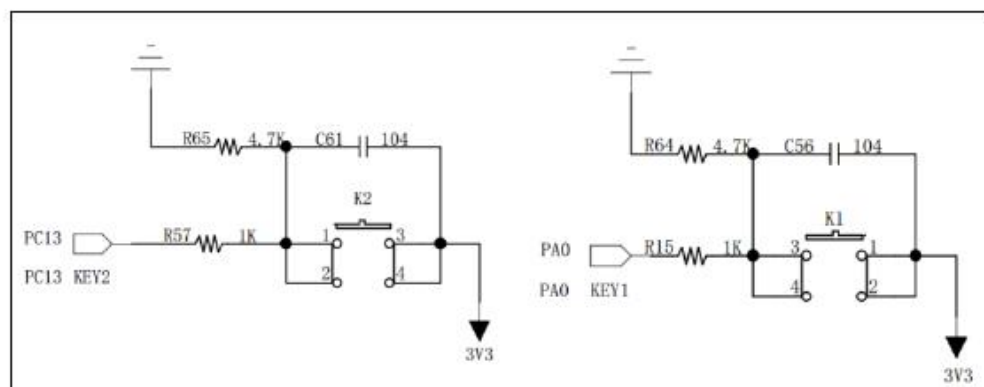 R65 4.7K C61 104
K2
PC13 R57 1K 1 3
PC13 KEY2 2 4
3V3
R64 4.7K C56 104
K1
PA0 R15 1K 3 1
PA0 KEY1 4 2
3V3